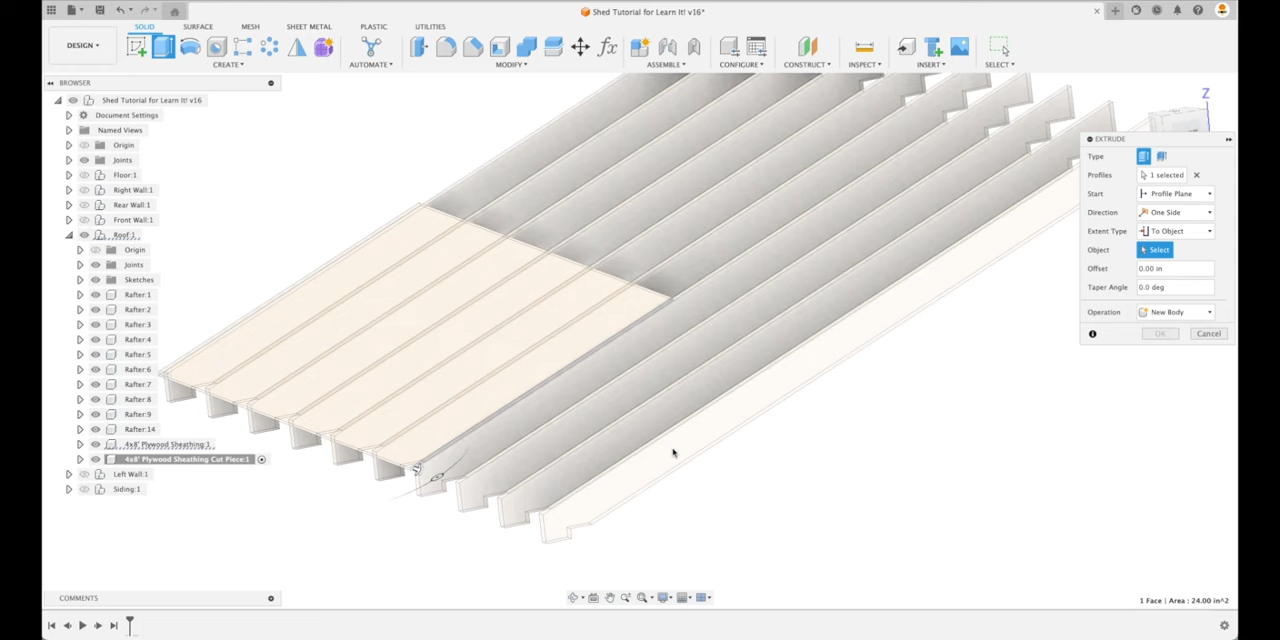 Shed Tutorial for Learn It! v16*
SOLID SURFACE MESH SHEET METAL PLASTIC UTILITIES
DESIGN
CREATE AUTOMATE MODIFY ASSEMBLE CONFIGURE CONSTRUCT INSPECT INSERT SELECT
BROWSER
Shed Tutorial for Learn It! v16
Document Settings
Named Views
Origin
Joints
Floor:1
Right Wall:1
Rear Wall:1
Front Wall:1
Roof:1
Origin
Joints
Sketches
Rafter:1
Rafter:2
Rafter:3
Rafter:4
Rafter:5
Rafter:6
Rafter:7
Rafter:8
Rafter:9
Rafter:14
4x8' Plywood Sheathing:1
4x8' Plywood Sheathing Cut Piece:1
Left Wall:1
Siding:1
Z
EXTRUDE
Type
Profiles 1 selected
Start Profile Plane
Direction One Side
Extent Type To Object
Object Select
Offset 0.00 in
Taper Angle 0.0 deg
Operation New Body
OK Cancel
COMMENTS
1 Face | Area : 24.00 in^2